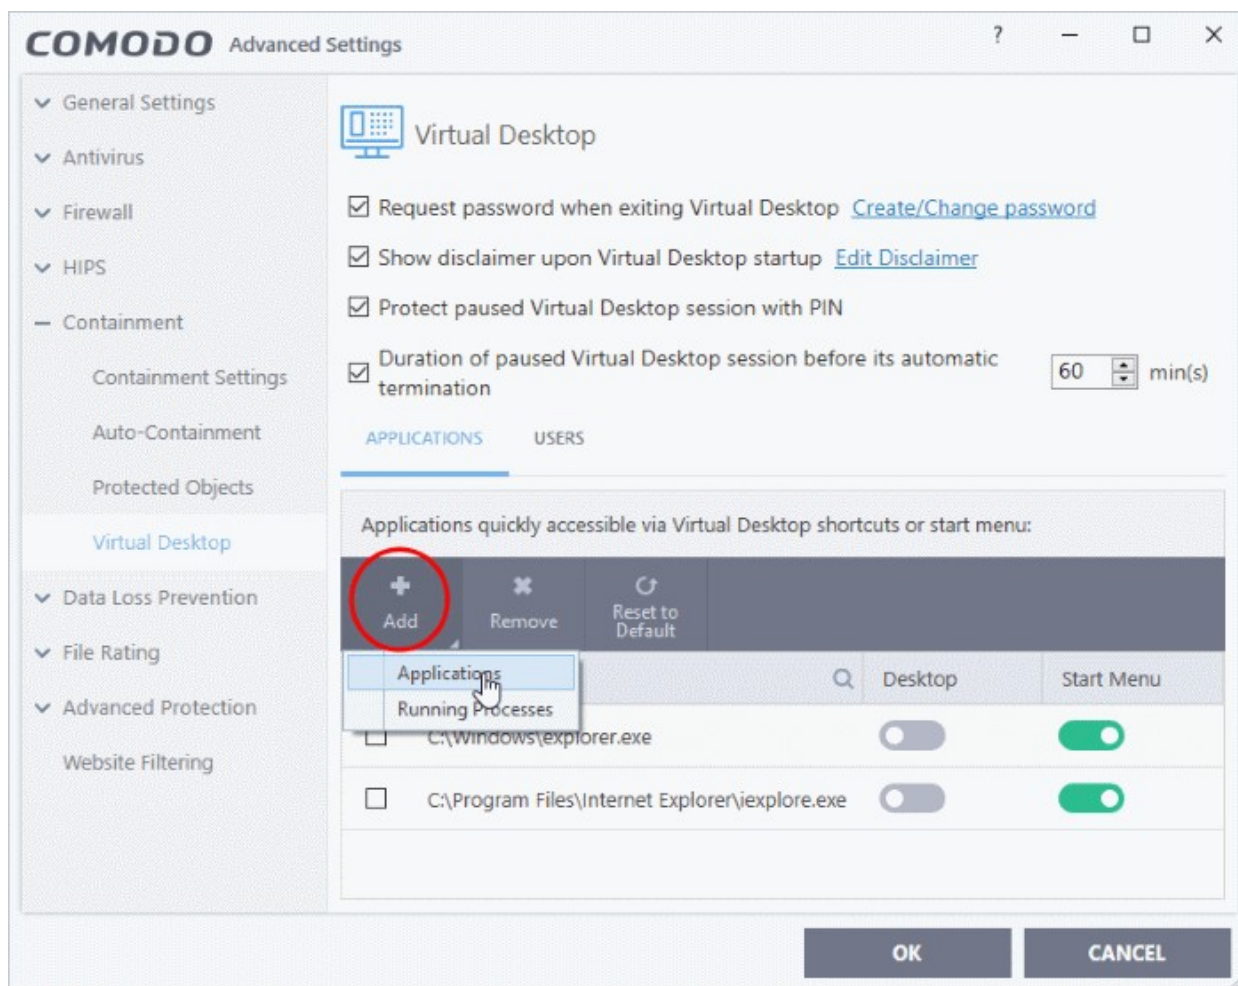 COMODO Advanced Settings
General Settings
Antivirus
Firewall
HIPS
Containment
Containment Settings
Auto-Containment
Protected Objects
Virtual Desktop
Data Loss Prevention
File Rating
Advanced Protection
Website Filtering
Virtual Desktop
Request password when exiting Virtual Desktop Create/Change password
Show disclaimer upon Virtual Desktop startup Edit Disclaimer
Protect paused Virtual Desktop session with PIN
Duration of paused Virtual Desktop session before its automatic
termination
60 min(s)
APPLICATIONS USERS
Applications quickly accessible via Virtual Desktop shortcuts or start menu:
Add Remove Reset to
Default
Applications
Running Processes
Desktop Start Menu
C:\Windows\explorer.exe
C:\Program Files\Internet Explorer\iexplore.exe
OK CANCEL